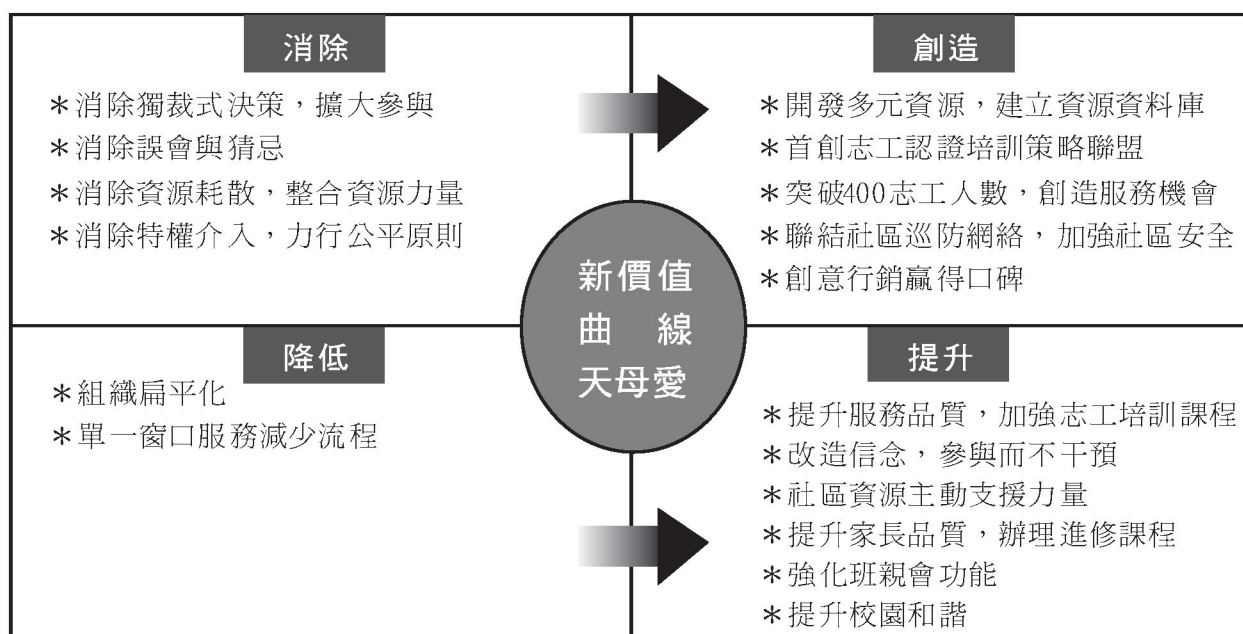 消除
＊消除獨裁式決策，擴大參與
＊消除誤會與猜忌
＊消除資源耗散，整合資源力量
＊消除特權介入，力行公平原則
創造
＊開發多元資源，建立資源資料庫
＊首創志工認證培訓策略聯盟
＊突破400志工人數，創造服務機會
＊聯結社區巡防網絡，加強社區安全
＊創意行銷贏得口碑
新價值
曲線
天母愛
降低
＊組織扁平化
＊單一窗口服務減少流程
提升
＊提升服務品質，加強志工培訓課程
＊改造信念，參與而不干預
＊社區資源主動支援力量
＊提升家長品質，辦理進修課程
＊強化班親會功能
＊提升校園和諧